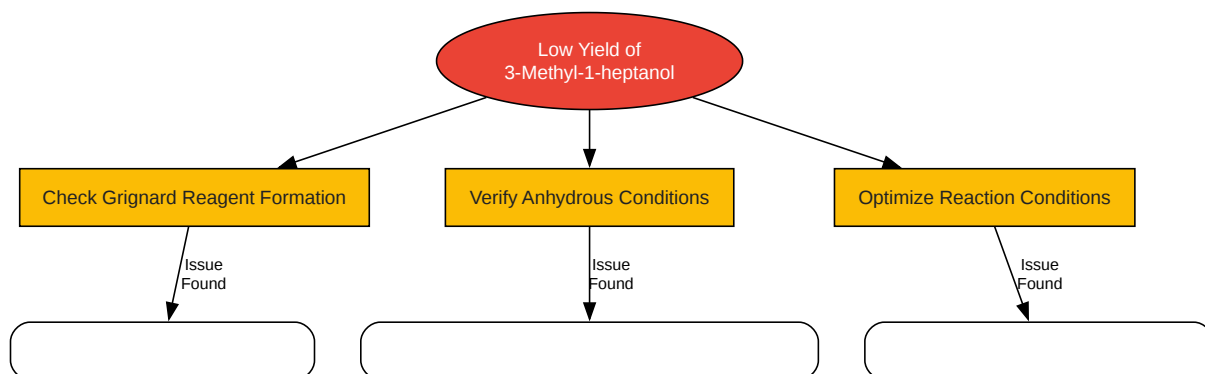 Low Yield of
3-Methyl-1-heptanol
Check Grignard Reagent Formation
Verify Anhydrous Conditions
Optimize Reaction Conditions
Issue
Found
Issue
Found
Issue
Found